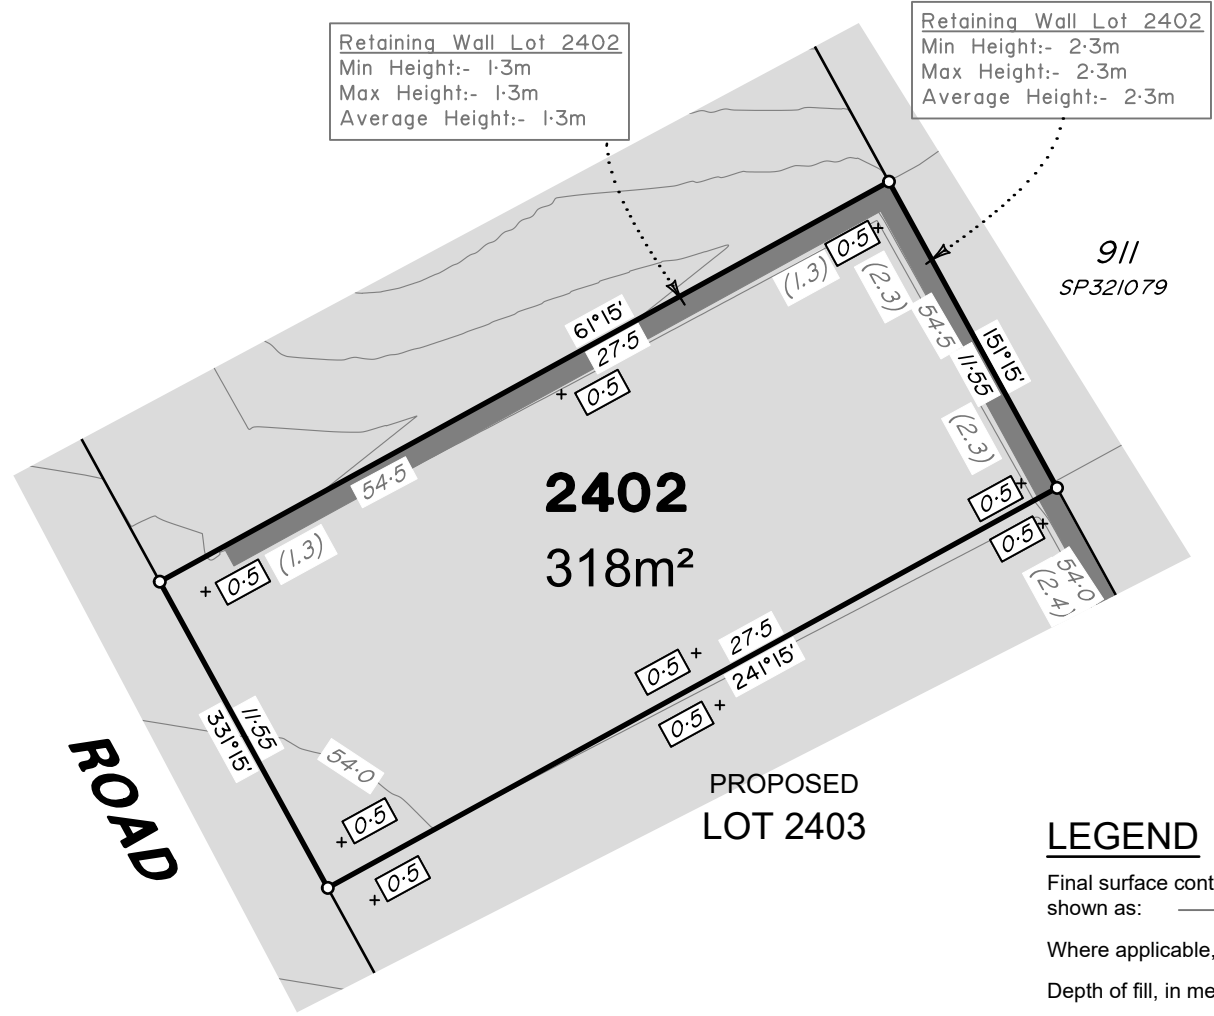 Retaining Wall Lot 2402
Min Height:- 1·3m
Max Height:- 1·3m
Average Height:- 1·3m
Retaining Wall Lot 2402
Min Height:- 2·3m
Max Height:- 2·3m
Average Height:- 2·3m
911
SP321079
0·5
(1.3)
(2.3)
54·5
61°15'
27·5
0·5
151°15'
11·55
(2.3)
54·5
2402
318m²
0·5
0·5
(1.3)
0·5
54·0
(2.4)
27·5
241°15'
0·5
0·5
331°15'
11·55
54·0
ROAD
0·5
0·5
PROPOSED
LOT 2403
LEGEND
Final surface cont
shown as:
Where applicable,
Depth of fill, in me